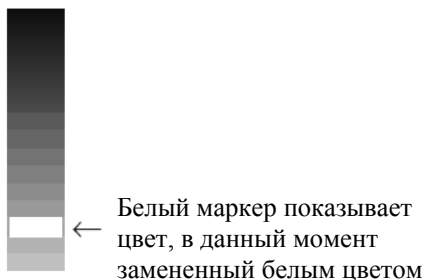 Белый маркер показывает
цвет, в данный момент
замененный белым цветом